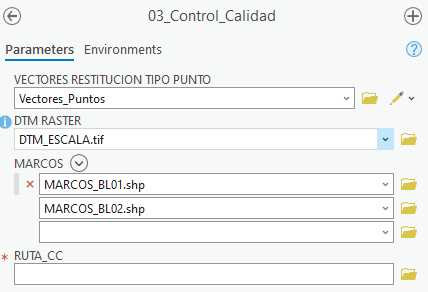 03_Control_Calidad
Parameters Environments
VECTORES RESTITUCION TIPO PUNTO
Vectores_Puntos
DTM RASTER
DTM_ESCALA.tif
MARCOS
MARCOS_BL01.shp
MARCOS_BL02.shp
* RUTA_CC